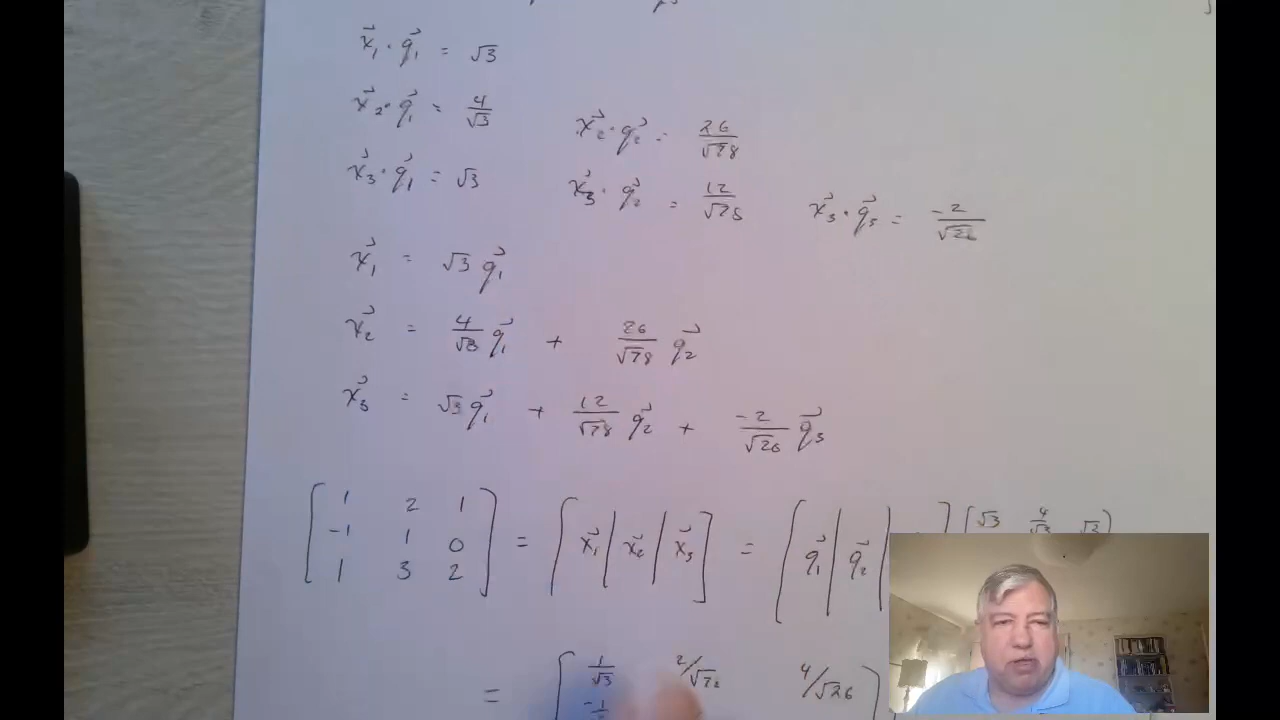 x⃗₁ · q⃗₁ = √3
x⃗₂ · q⃗₁ = 4/√3
x⃗₂ · q⃗₂ = 26/√78
x⃗₃ · q⃗₁ = √3
x⃗₃ · q⃗₂ = 12/√78
x⃗₃ · q⃗₃ = -2/√26
x⃗₁ = √3 q⃗₁
x⃗₂ = 4/√3 q⃗₁ + 26/√78 q⃗₂
x⃗₃ = √3 q⃗₁ + 12/√78 q⃗₂ + -2/√26 q⃗₃
[1 2 1
-1 1 0
1 3 2] = [x⃗₁ | x⃗₂ | x⃗₃] = [q⃗₁ | q⃗₂ | ] [√3 4/√3 √3
= [1/√3 2/√78 4/√26]